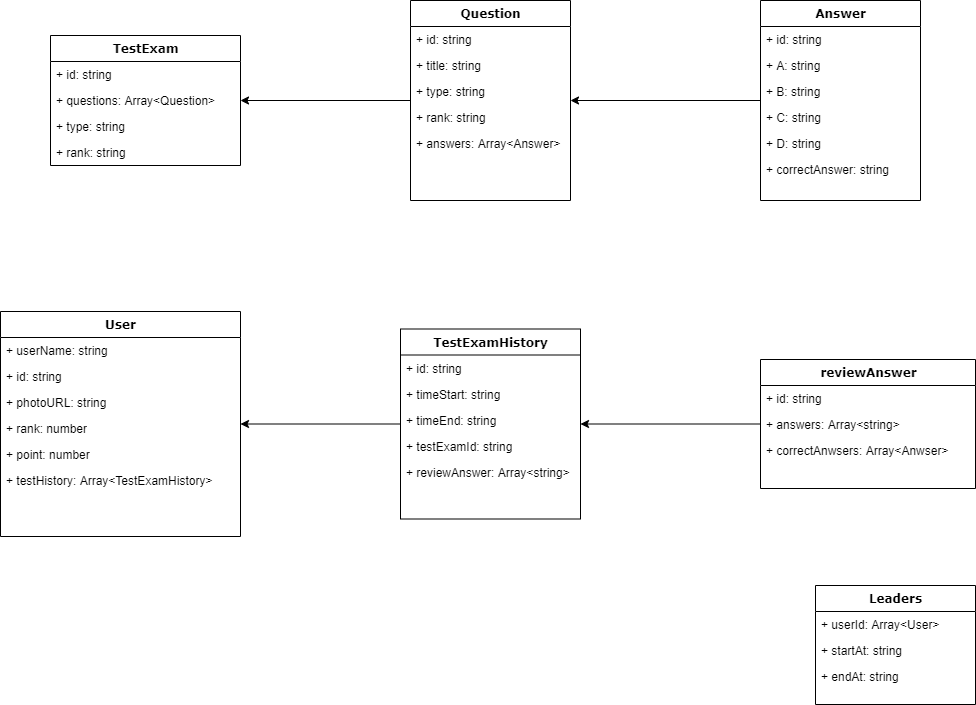 TestExam
+ id: string
+ questions: Array<Question>
+ type: string
+ rank: string
Question
+ id: string
+ title: string
+ type: string
+ rank: string
+ answers: Array<Answer>
Answer
+ id: string
+ A: string
+ B: string
+ C: string
+ D: string
+ correctAnswer: string
User
+ userName: string
+ id: string
+ photoURL: string
+ rank: number
+ point: number
+ testHistory: Array<TestExamHistory>
TestExamHistory
+ id: string
+ timeStart: string
+ timeEnd: string
+ testExamId: string
+ reviewAnswer: Array<string>
reviewAnswer
+ id: string
+ answers: Array<string>
+ correctAnwsers: Array<Anwser>
Leaders
+ userId: Array<User>
+ startAt: string
+ endAt: string